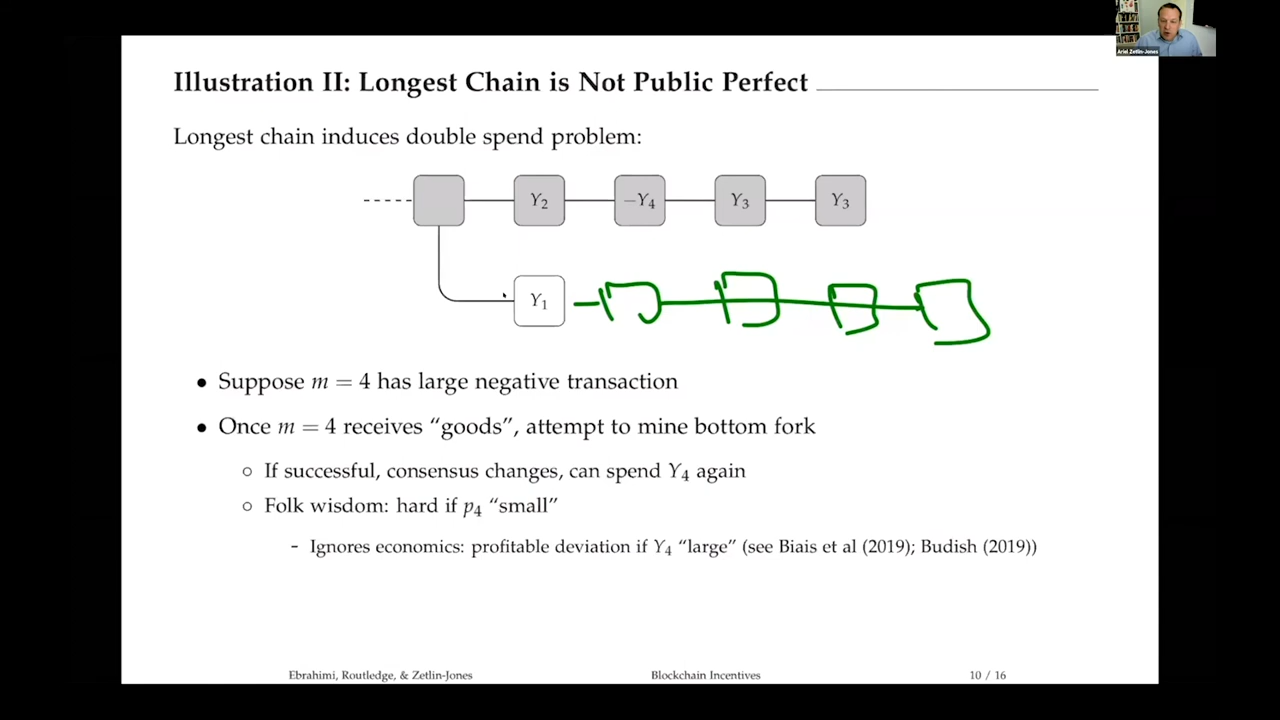 Ariel Zetlin-Jones
Illustration II: Longest Chain is Not Public Perfect
Longest chain induces double spend problem:
Y₂ −Y₄ Y₃ Y₃
Y₁
• Suppose m = 4 has large negative transaction
• Once m = 4 receives “goods”, attempt to mine bottom fork
○ If successful, consensus changes, can spend Y₄ again
○ Folk wisdom: hard if p₄ “small”
- Ignores economics: profitable deviation if Y₄ “large” (see Biais et al (2019); Budish (2019))
Ebrahimi, Routledge, & Zetlin-Jones Blockchain Incentives 10 / 16